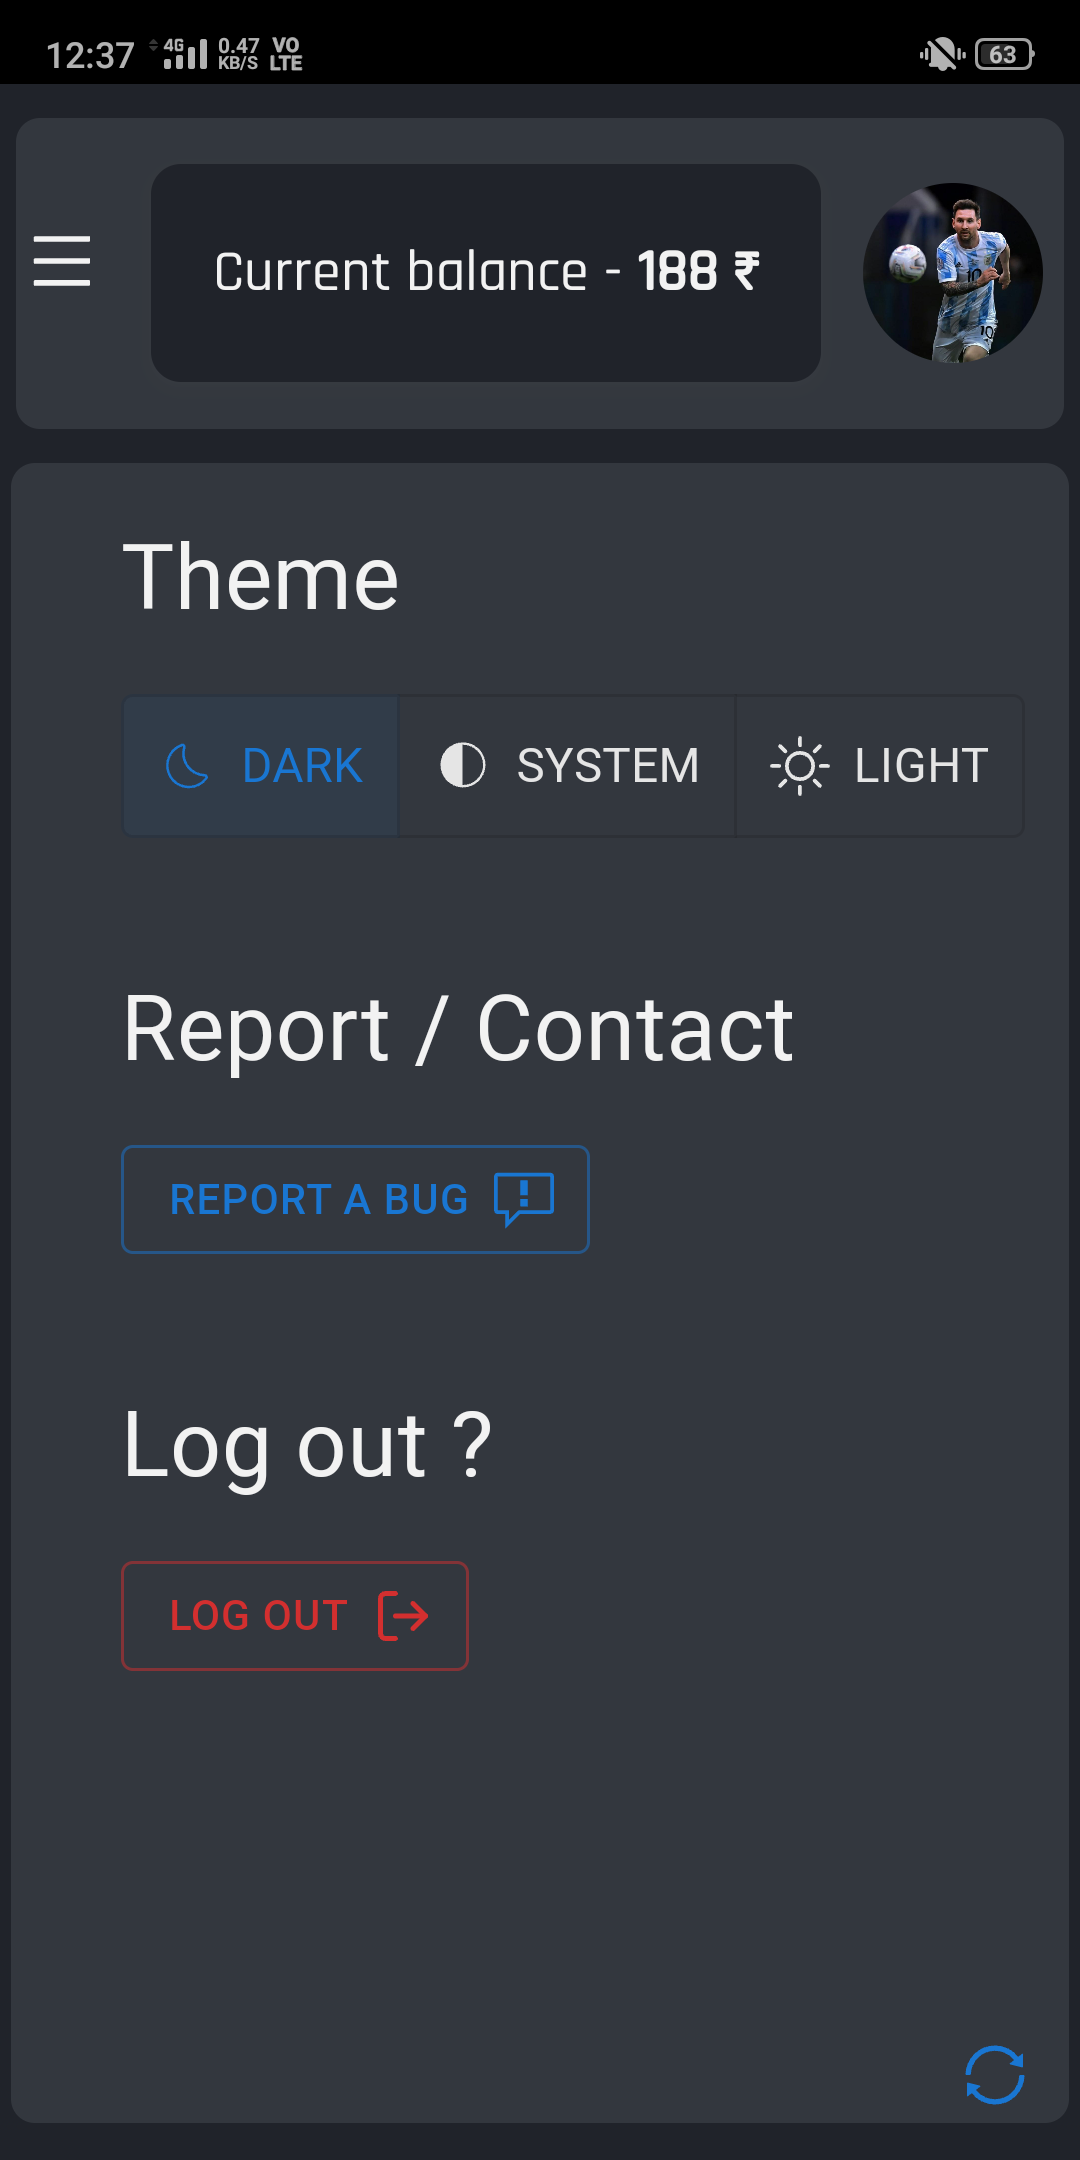 12:37 4G 0.47 KB/S VO LTE 63
Current balance - 188 ₹
Theme
DARK SYSTEM LIGHT
Report / Contact
REPORT A BUG
Log out ?
LOG OUT